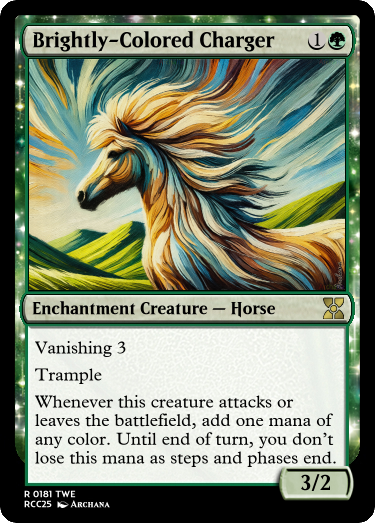 Brightly-Colored Charger
1
Enchantment Creature — Horse
Vanishing 3
Trample
Whenever this creature attacks or
leaves the battlefield, add one mana of
any color. Until end of turn, you don't
lose this mana as steps and phases end.
3/2
R 0181 TWE
RCC25 Archana